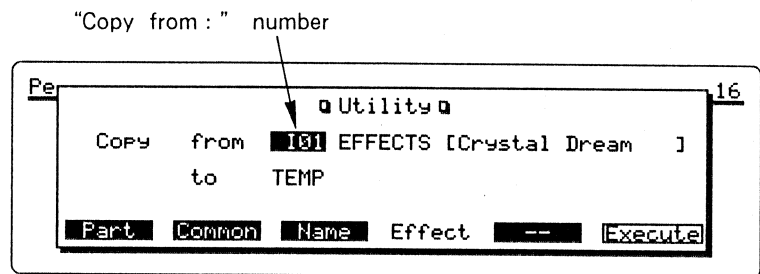 “Copy from : ” number
Pe 16
Utility
Copy from I01 EFFECTS [Crystal Dream ]
to TEMP
Part Common Name Effect -- Execute